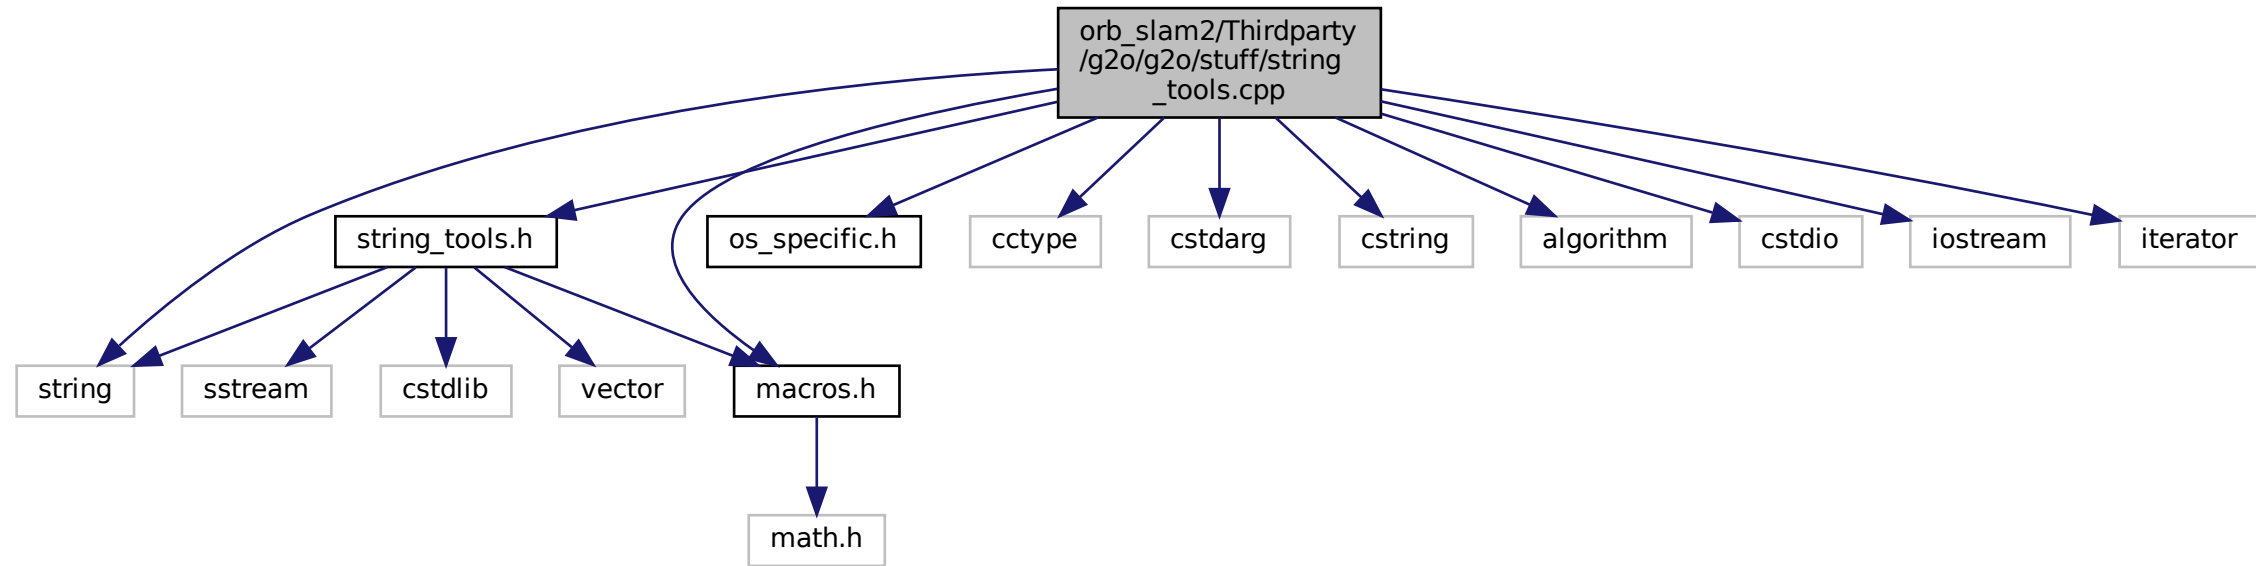 orb_slam2/Thirdparty
/g2o/g2o/stuff/string
_tools.cpp
string_tools.h
os_specific.h
cctype
cstdarg
cstring
algorithm
cstdio
iostream
iterator
string
sstream
cstdlib
vector
macros.h
math.h